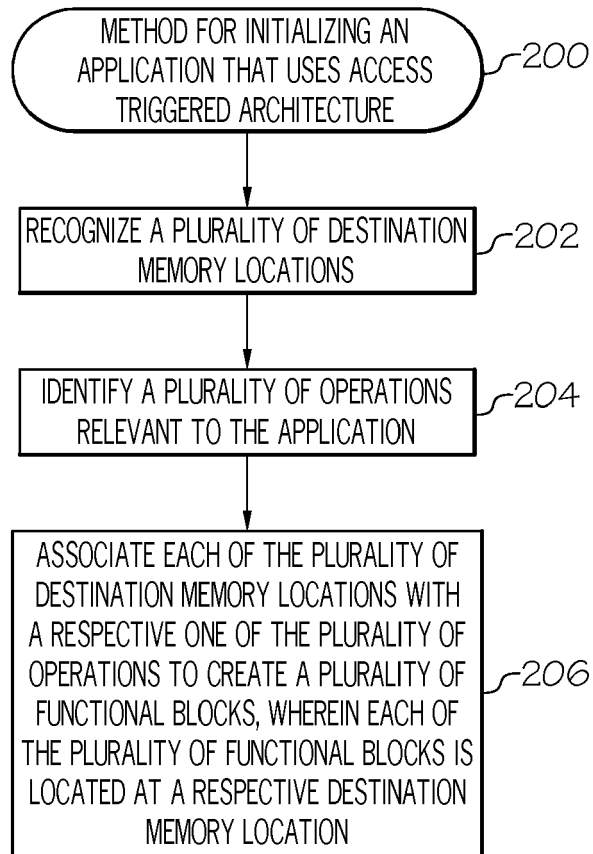 METHOD FOR INITIALIZING AN
APPLICATION THAT USES ACCESS
TRIGGERED ARCHITECTURE
200
RECOGNIZE A PLURALITY OF DESTINATION
MEMORY LOCATIONS
202
IDENTIFY A PLURALITY OF OPERATIONS
RELEVANT TO THE APPLICATION
204
ASSOCIATE EACH OF THE PLURALITY OF
DESTINATION MEMORY LOCATIONS WITH
A RESPECTIVE ONE OF THE PLURALITY OF
OPERATIONS TO CREATE A PLURALITY OF
FUNCTIONAL BLOCKS, WHEREIN EACH OF
THE PLURALITY OF FUNCTIONAL BLOCKS IS
LOCATED AT A RESPECTIVE DESTINATION
MEMORY LOCATION
206